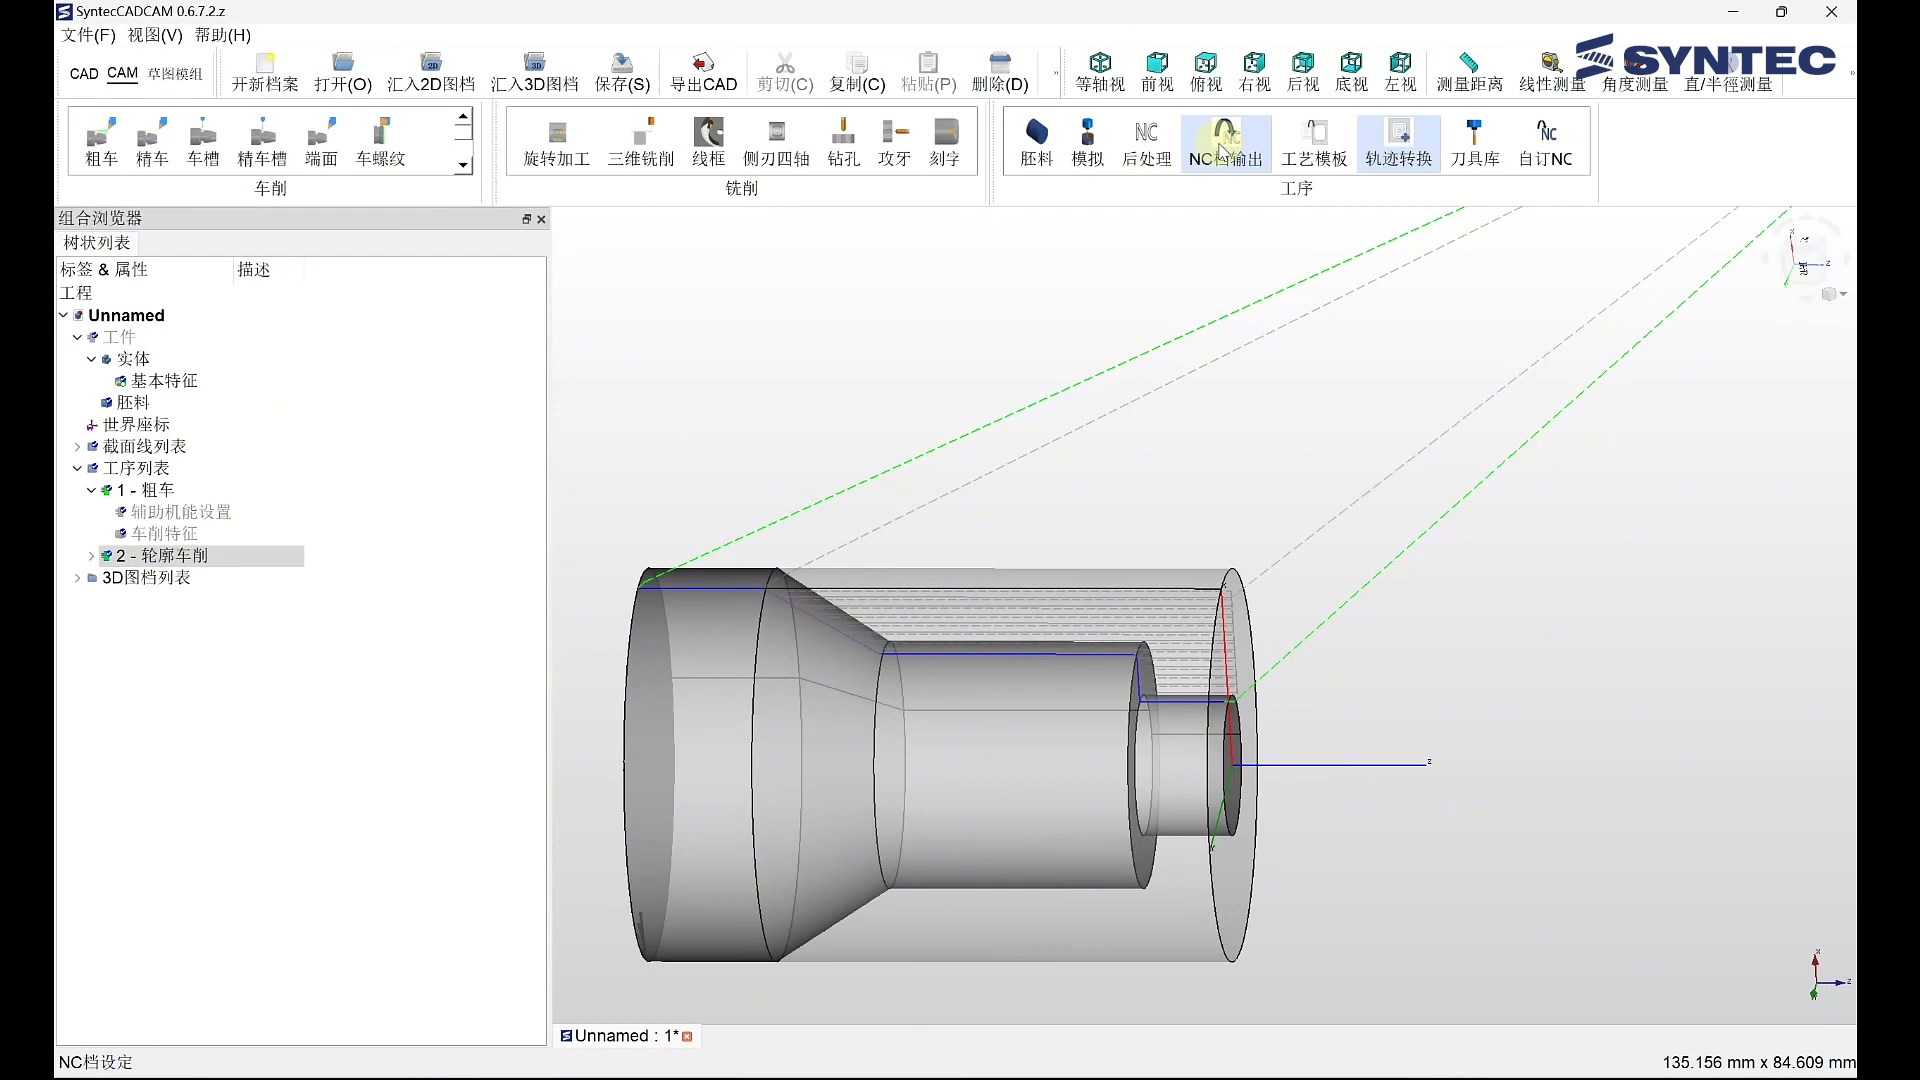 SyntecCADCAM 0.6.7.2.z
文件(F) 视图(V) 帮助(H)
CAD CAM 草图模组 开新档案 打开(O) 汇入2D图档 汇入3D图档 保存(S) 导出CAD 剪切(C) 复制(C) 粘贴(P) 删除(D) » 等轴视 前视 俯视 右视 后视 底视 左视 测量距离 线性测量 角度测量 直/半徑测量 »
SYNTEC
粗车 精车 车槽 精车槽 端面 车螺纹 旋转加工 三维铣削 线框 侧刃四轴 钻孔 攻牙 刻字 胚料 模拟 后处理 NC档输出 工艺模板 轨迹转换 刀具库 自订NC
车削 铣削 工序
组合浏览器
树状列表
标签 & 属性 描述
工程
Unnamed
工件
实体
基本特征
胚料
世界座标
截面线列表
工序列表
1 - 粗车
辅助机能设置
车削特征
2 - 轮廓车削
3D图档列表
z
Unnamed : 1*
NC档设定
135.156 mm x 84.609 mm